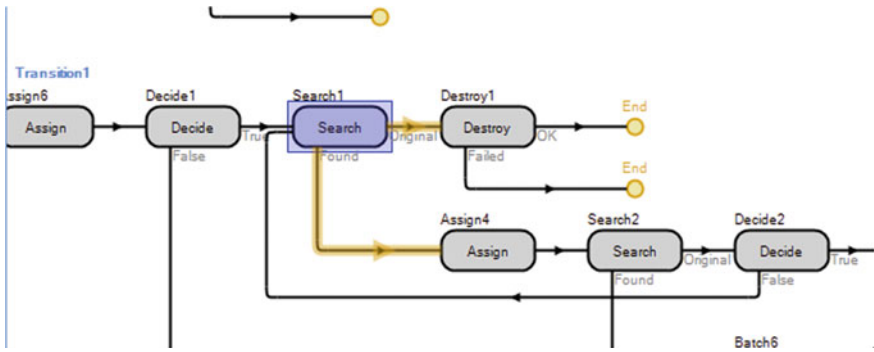 Transition1
ssign6
Decide1
Search1
Destroy1
End
Assign
Decide
Search
Destroy
True
Original
OK
False
Found
Failed
End
Assign4
Search2
Decide2
Assign
Search
Decide
Original
True
Found
False
Batch6